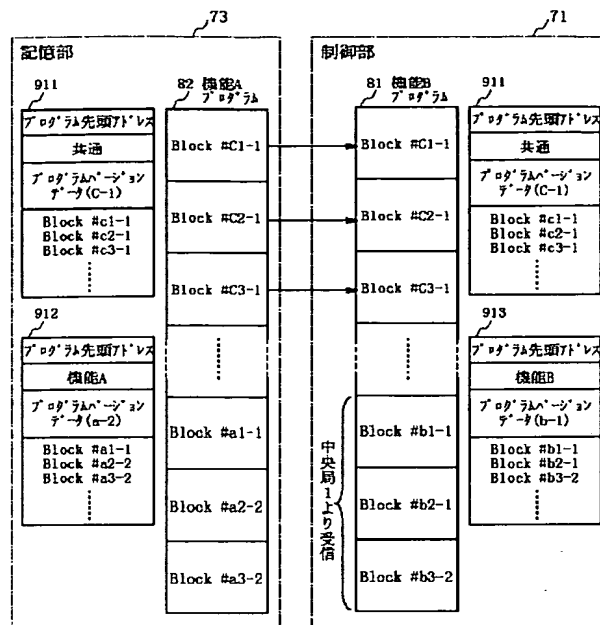 73
記憶部
911
プログラム先頭アドレス
共通
プログラムバージョン
データ(C-1)
Block #c1-1
Block #c2-1
Block #c3-1
912
プログラム先頭アドレス
機能A
プログラムバージョン
データ(a-2)
Block #a1-1
Block #a2-2
Block #a3-2
82 機能A
プログラム
Block #C1-1
Block #C2-1
Block #C3-1
Block #a1-1
Block #a2-2
Block #a3-2
71
制御部
81 機能B
プログラム
Block #C1-1
Block #C2-1
Block #C3-1
Block #b1-1
Block #b2-1
Block #b3-2
中央局1より受信
911
プログラム先頭アドレス
共通
プログラムバージョン
データ(C-1)
Block #c1-1
Block #c2-1
Block #c3-1
913
プログラム先頭アドレス
機能B
プログラムバージョン
データ(b-1)
Block #b1-1
Block #b2-1
Block #b3-2